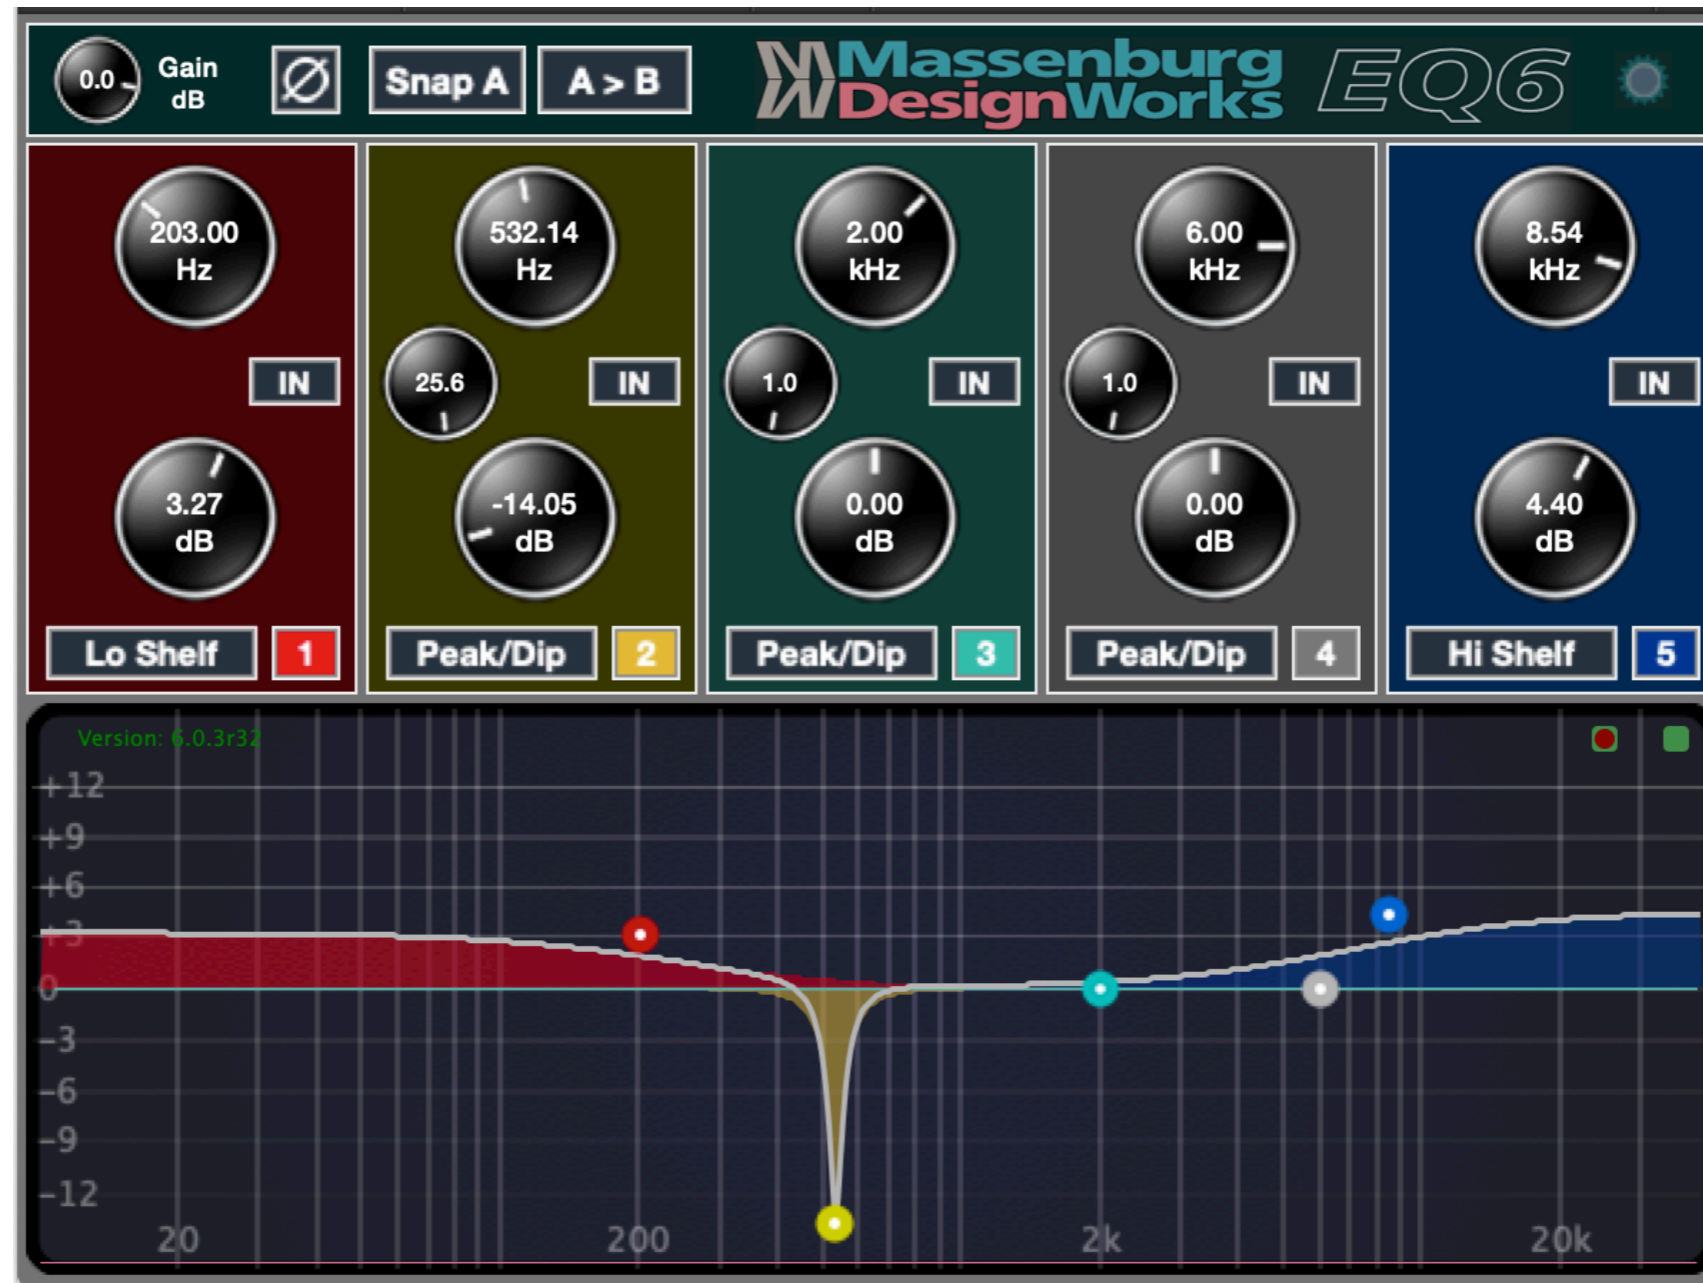 0.0 Gain dB Ø Snap A A > B Massenburg DesignWorks EQ6
203.00 Hz
IN
3.27 dB
Lo Shelf 1
532.14 Hz
25.6 IN
-14.05 dB
Peak/Dip 2
2.00 kHz
1.0 IN
0.00 dB
Peak/Dip 3
6.00 kHz
1.0 IN
0.00 dB
Peak/Dip 4
8.54 kHz
IN
4.40 dB
Hi Shelf 5
Version: 6.0.3r32
+12
+9
+6
+3
0
-3
-6
-9
-12
20 200 2k 20k